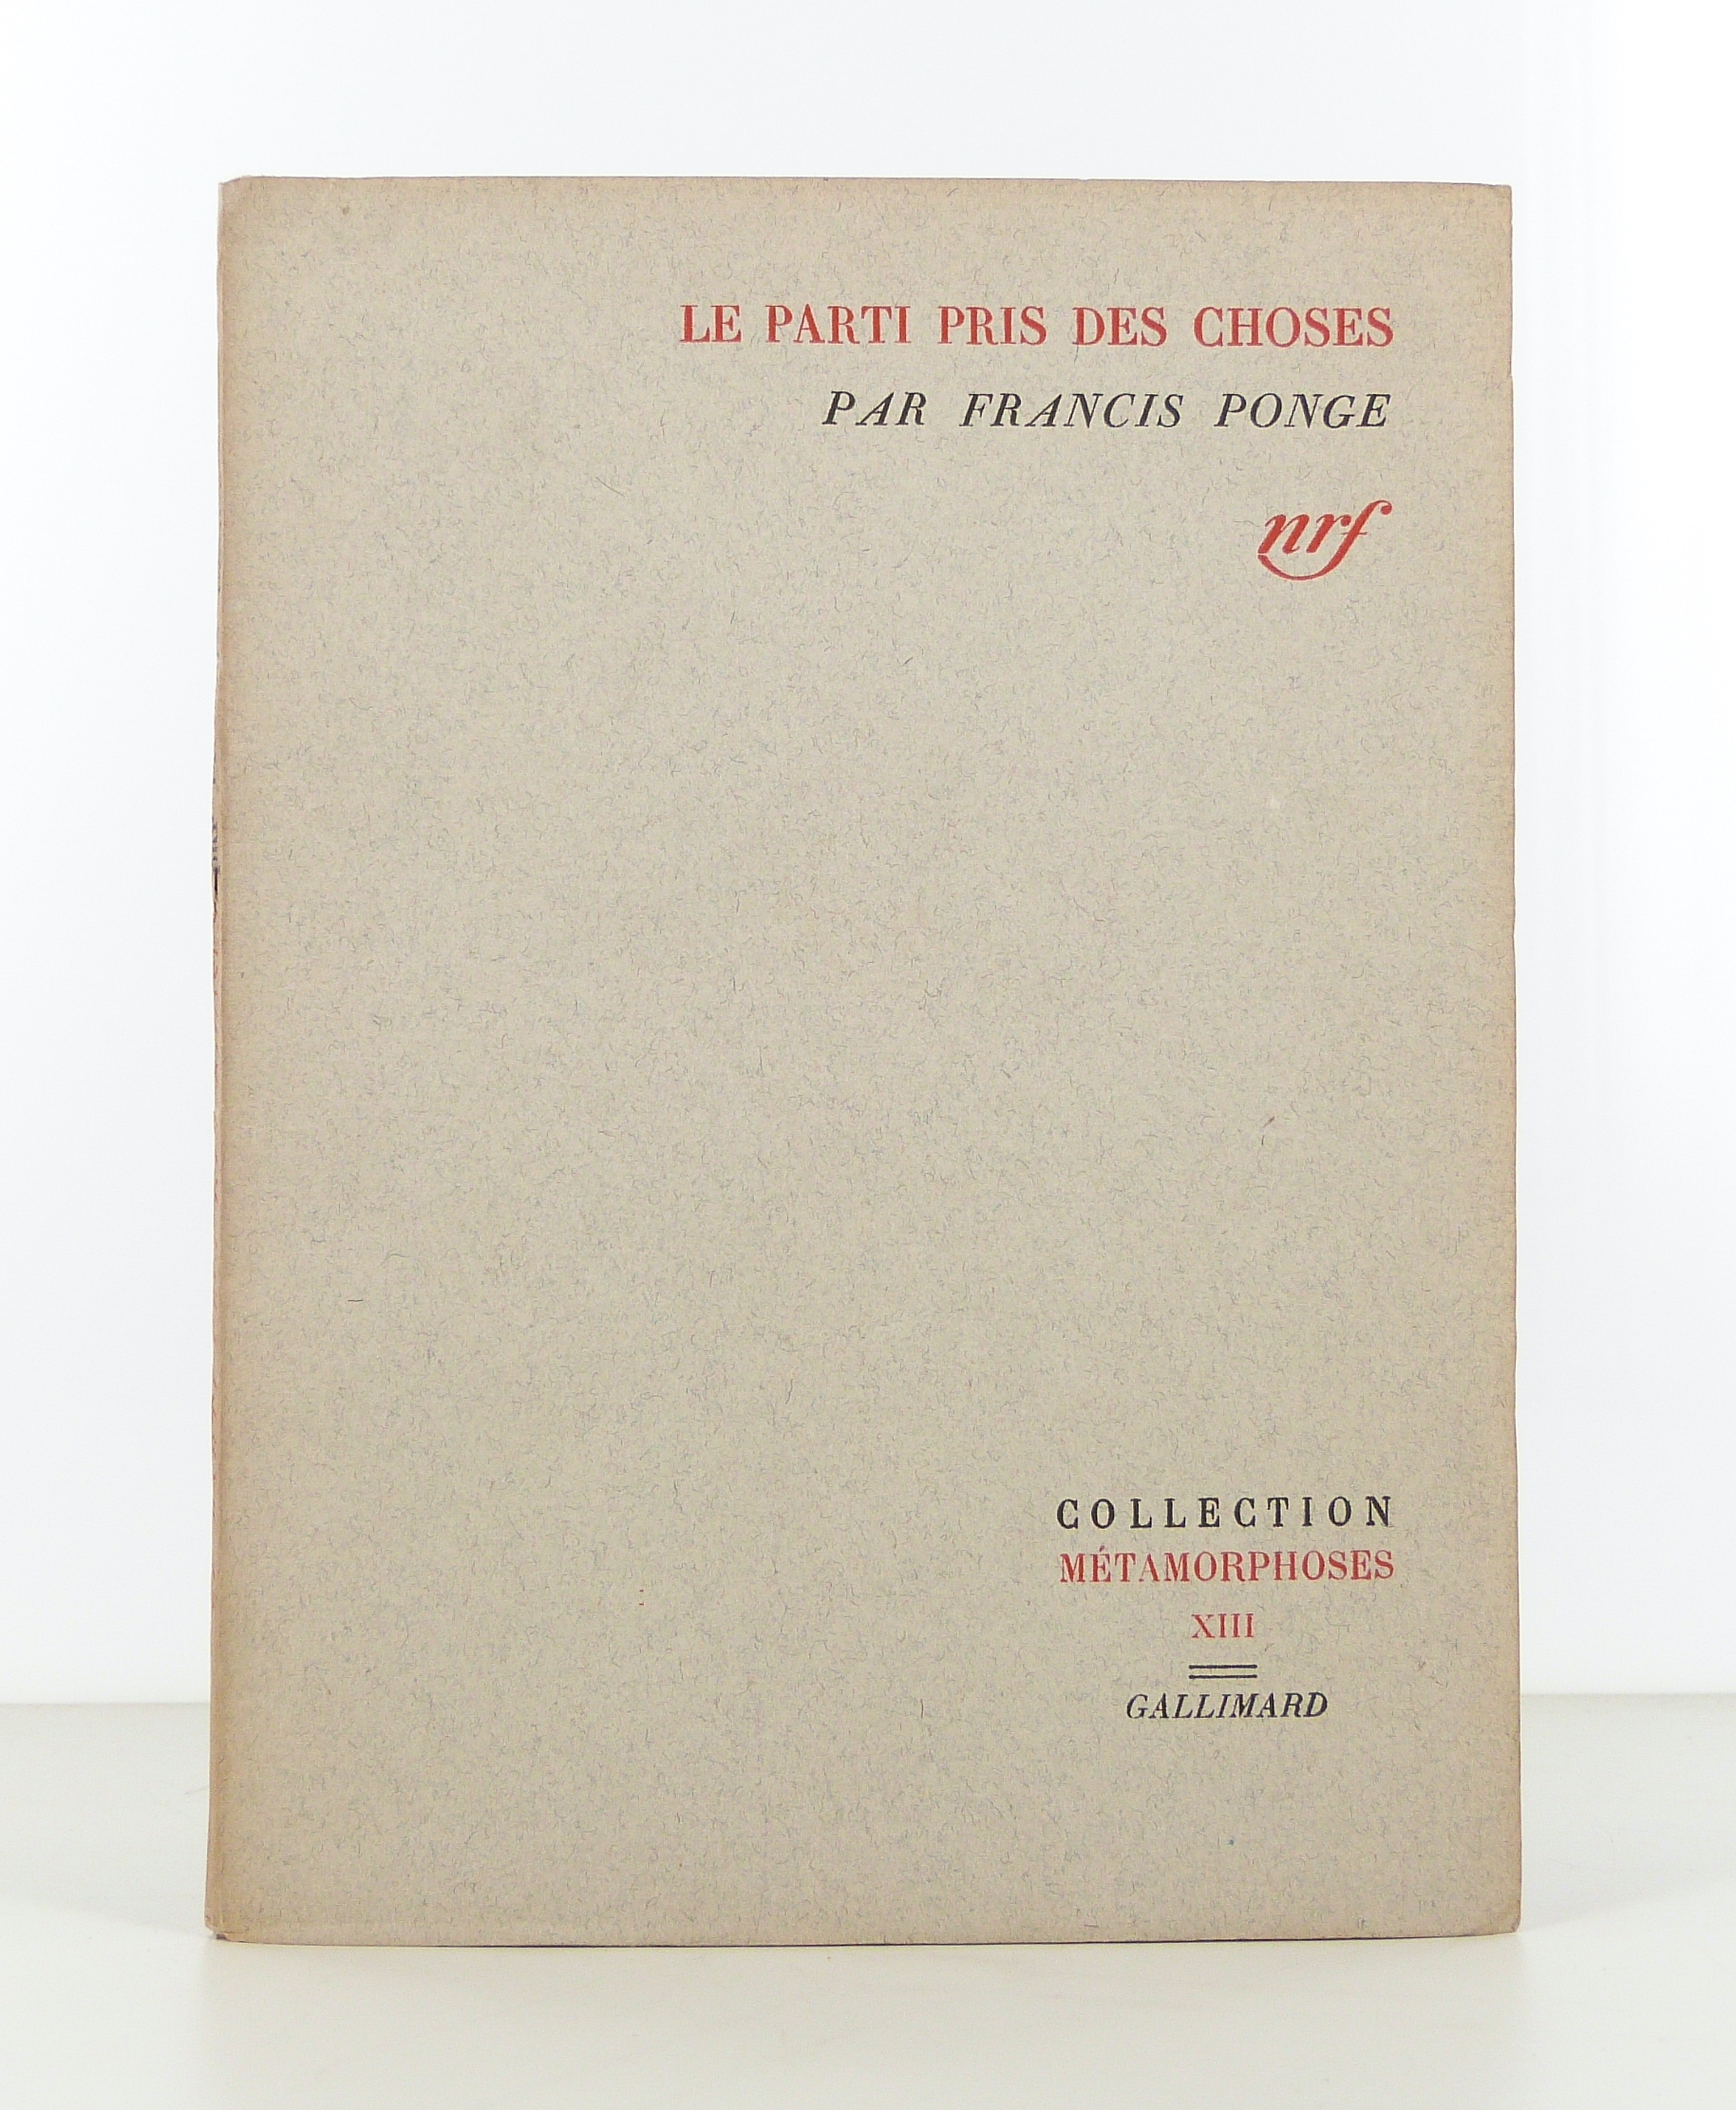 LE PARTI PRIS DES CHOSES
PAR FRANCIS PONGE
nrf
COLLECTION
MÉTAMORPHOSES
XIII
GALLIMARD